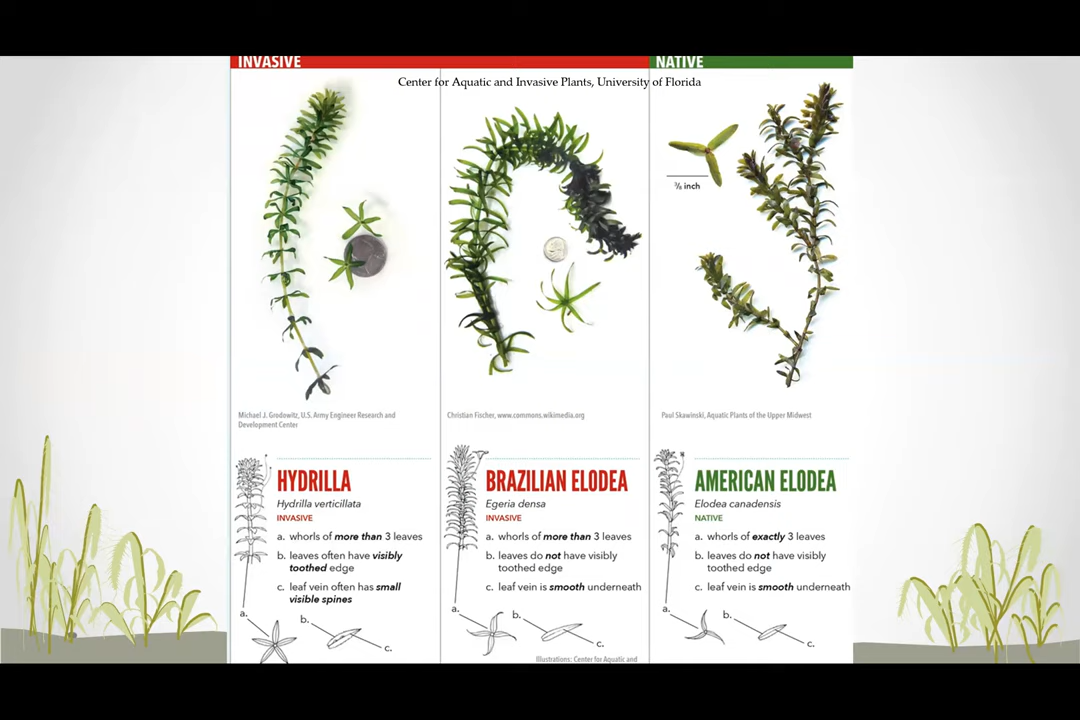 INVASIVE
NATIVE
Center for Aquatic and Invasive Plants, University of Florida
⅜ inch
Michael J. Grodowitz, U.S. Army Engineer Research and
Development Center
Christian Fischer, www.commons.wikimedia.org
Paul Skawinski, Aquatic Plants of the Upper Midwest
HYDRILLA
Hydrilla verticillata
INVASIVE
a. whorls of more than 3 leaves
b. leaves often have visibly
toothed edge
c. leaf vein often has small
visible spines
a.
b.
c.
BRAZILIAN ELODEA
Egeria densa
INVASIVE
a. whorls of more than 3 leaves
b. leaves do not have visibly
toothed edge
c. leaf vein is smooth underneath
a.
b.
c.
Illustrations: Center for Aquatic and
AMERICAN ELODEA
Elodea canadensis
NATIVE
a. whorls of exactly 3 leaves
b. leaves do not have visibly
toothed edge
c. leaf vein is smooth underneath
a.
b.
c.